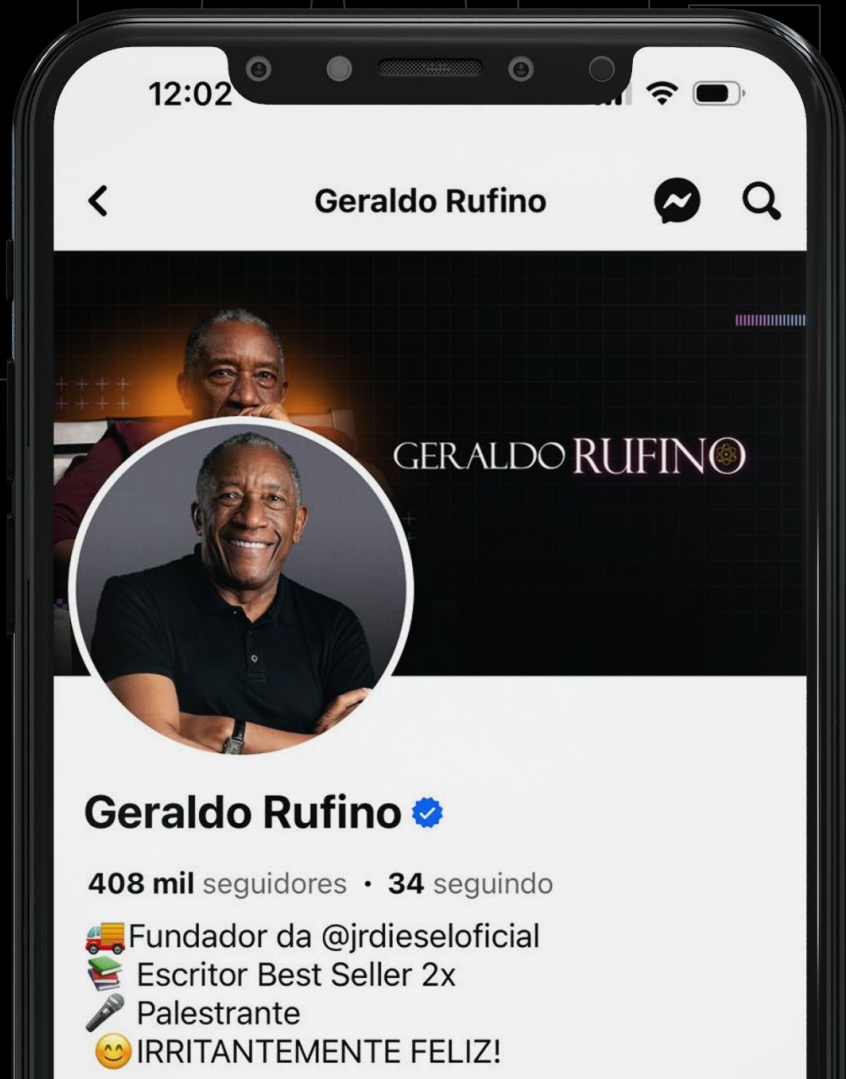 12:02
Geraldo Rufino
GERALDO RUFINO
Geraldo Rufino
408 mil seguidores · 34 seguindo
🚚Fundador da @jrdieseloficial
📚 Escritor Best Seller 2x
🎤 Palestrante
😊IRRITANTEMENTE FELIZ!